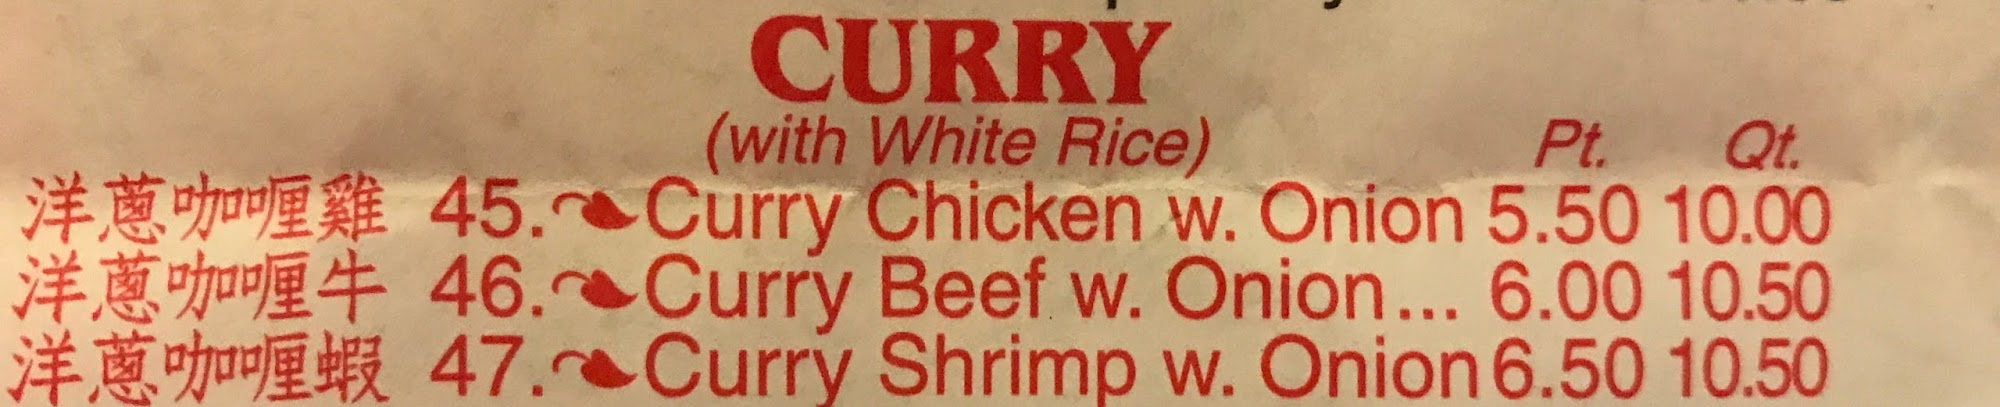 CURRY
(with White Rice) Pt. Qt.
洋蔥咖喱雞 45. Curry Chicken w. Onion 5.50 10.00
洋蔥咖喱牛 46. Curry Beef w. Onion... 6.00 10.50
洋蔥咖喱蝦 47. Curry Shrimp w. Onion 6.50 10.50